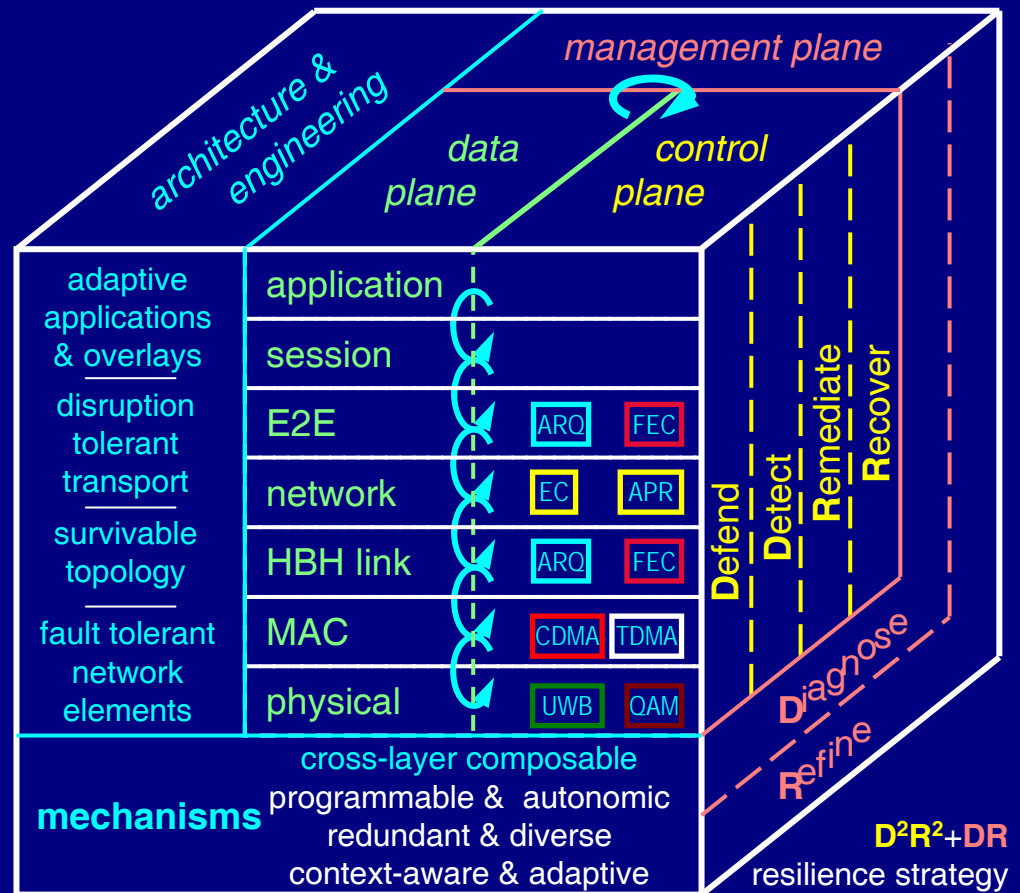 management plane
architecture &
engineering
data
plane
control
plane
adaptive
applications
& overlays
disruption
tolerant
transport
survivable
topology
fault tolerant
network
elements
application
session
E2E
ARQ FEC
network
EC APR
HBH link
ARQ FEC
MAC
CDMA TDMA
physical
UWB QAM
Defend
Detect
Remediate
Recover
Diagnose
Refine
mechanisms
cross-layer composable
programmable & autonomic
redundant & diverse
context-aware & adaptive
D²R²+DR
resilience strategy